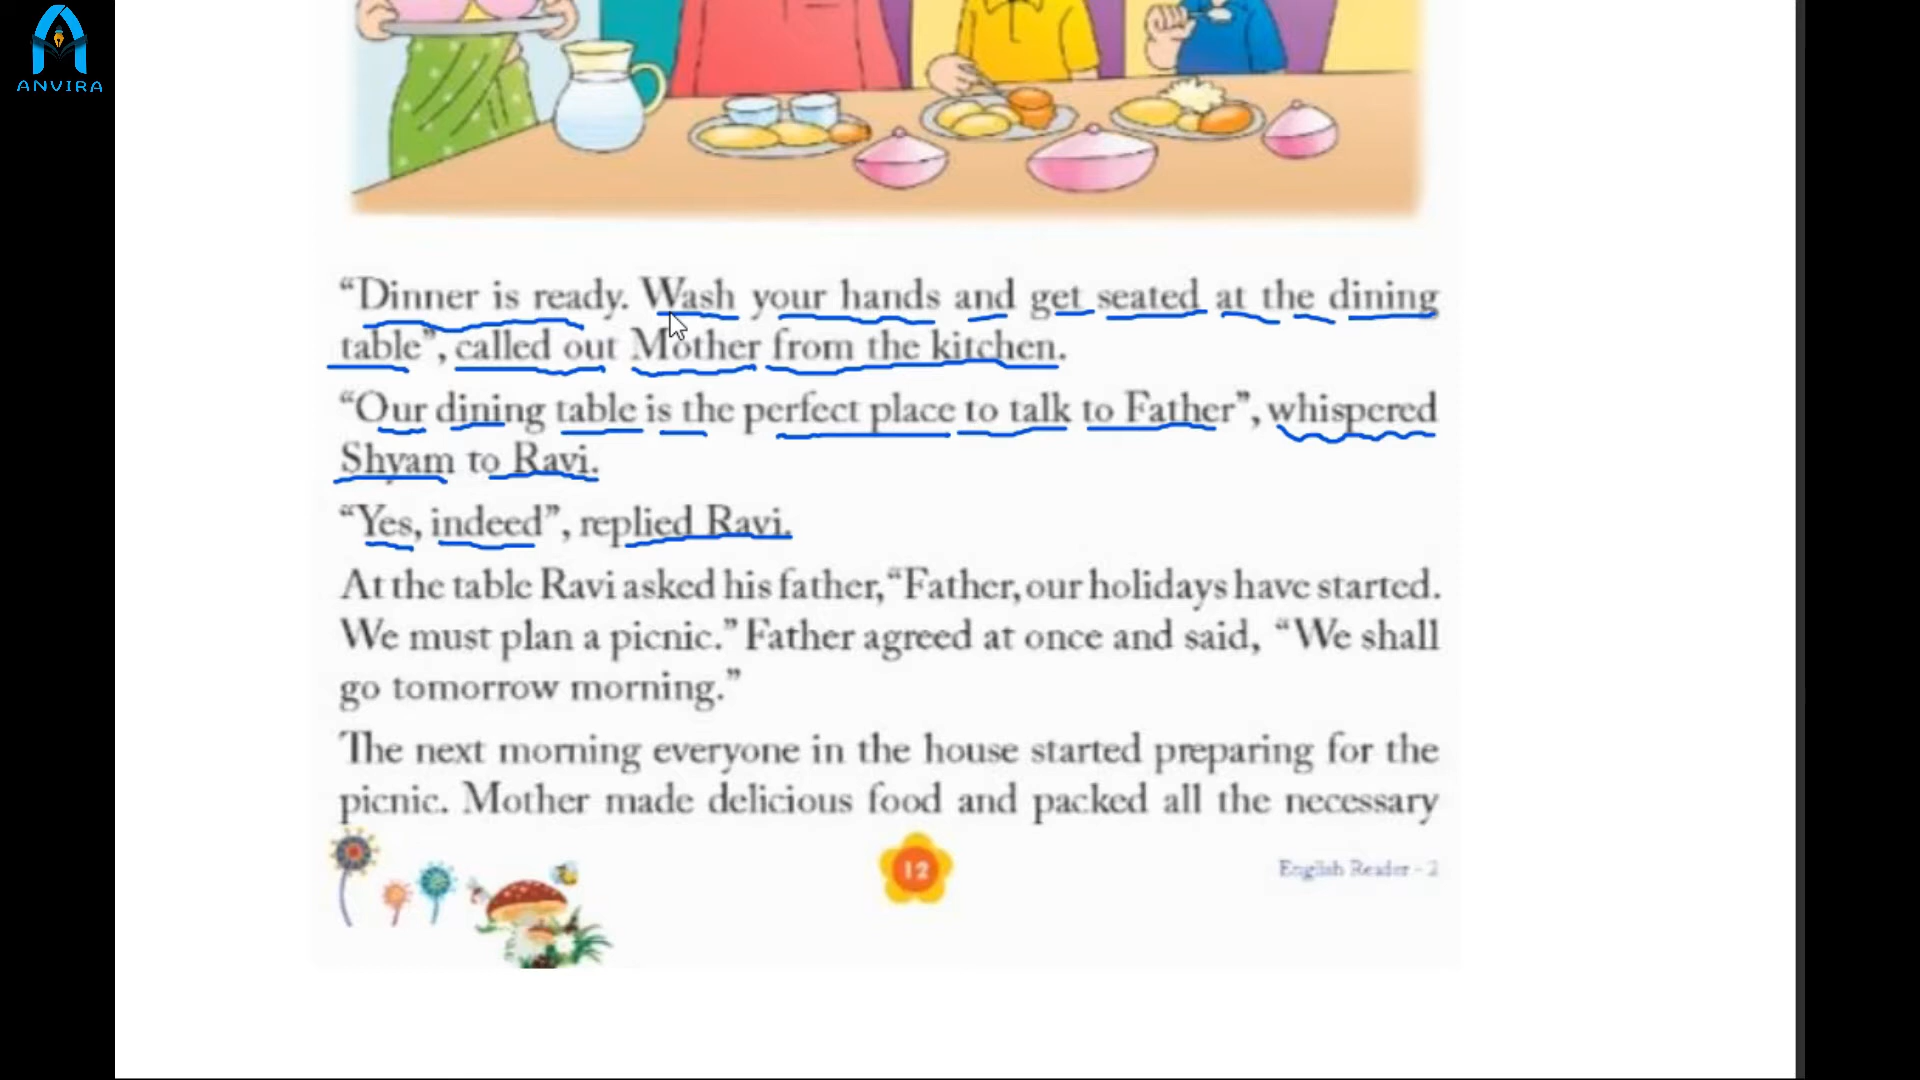 ANVIRA
“Dinner is ready. Wash your hands and get seated at the dining
table”, called out Mother from the kitchen.
“Our dining table is the perfect place to talk to Father”, whispered
Shyam to Ravi.
“Yes, indeed”, replied Ravi.
At the table Ravi asked his father, “Father, our holidays have started.
We must plan a picnic.” Father agreed at once and said, “We shall
go tomorrow morning.”
The next morning everyone in the house started preparing for the
picnic. Mother made delicious food and packed all the necessary
12
English Reader - 2